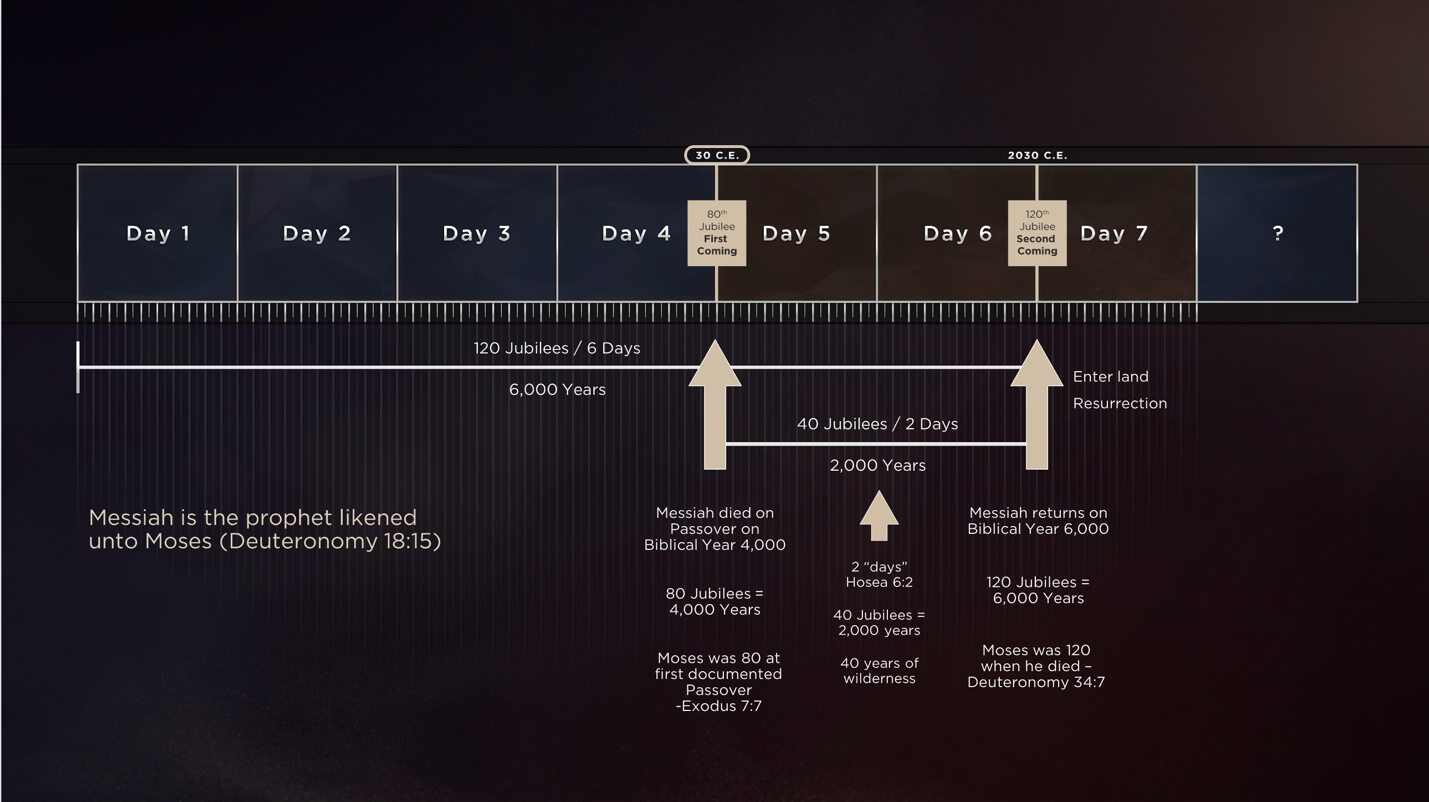 30 C.E.
2030 C.E.
Day 1
Day 2
Day 3
Day 4
80th
Jubilee
First
Coming
Day 5
Day 6
120th
Jubilee
Second
Coming
Day 7
?
120 Jubilees / 6 Days
6,000 Years
Enter land
Resurrection
40 Jubilees / 2 Days
2,000 Years
Messiah is the prophet likened
unto Moses (Deuteronomy 18:15)
Messiah died on
Passover on
Biblical Year 4,000
80 Jubilees =
4,000 Years
Moses was 80 at
first documented
Passover
-Exodus 7:7
2 “days”
Hosea 6:2
40 Jubilees =
2,000 years
40 years of
wilderness
Messiah returns on
Biblical Year 6,000
120 Jubilees =
6,000 Years
Moses was 120
when he died –
Deuteronomy 34:7